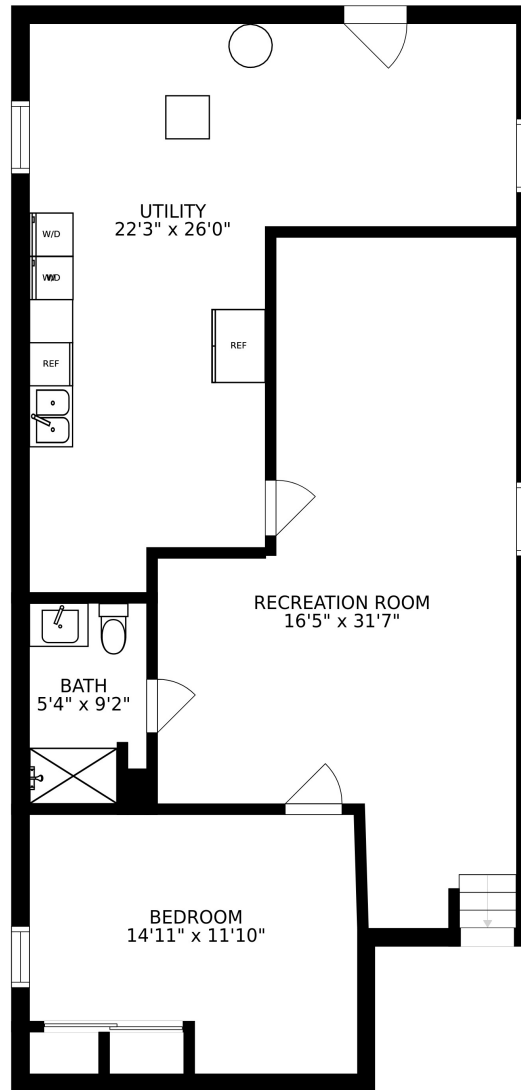 UTILITY
22'3" x 26'0"
W/D
W/D
REF
REF
RECREATION ROOM
16'5" x 31'7"
BATH
5'4" x 9'2"
BEDROOM
14'11" x 11'10"